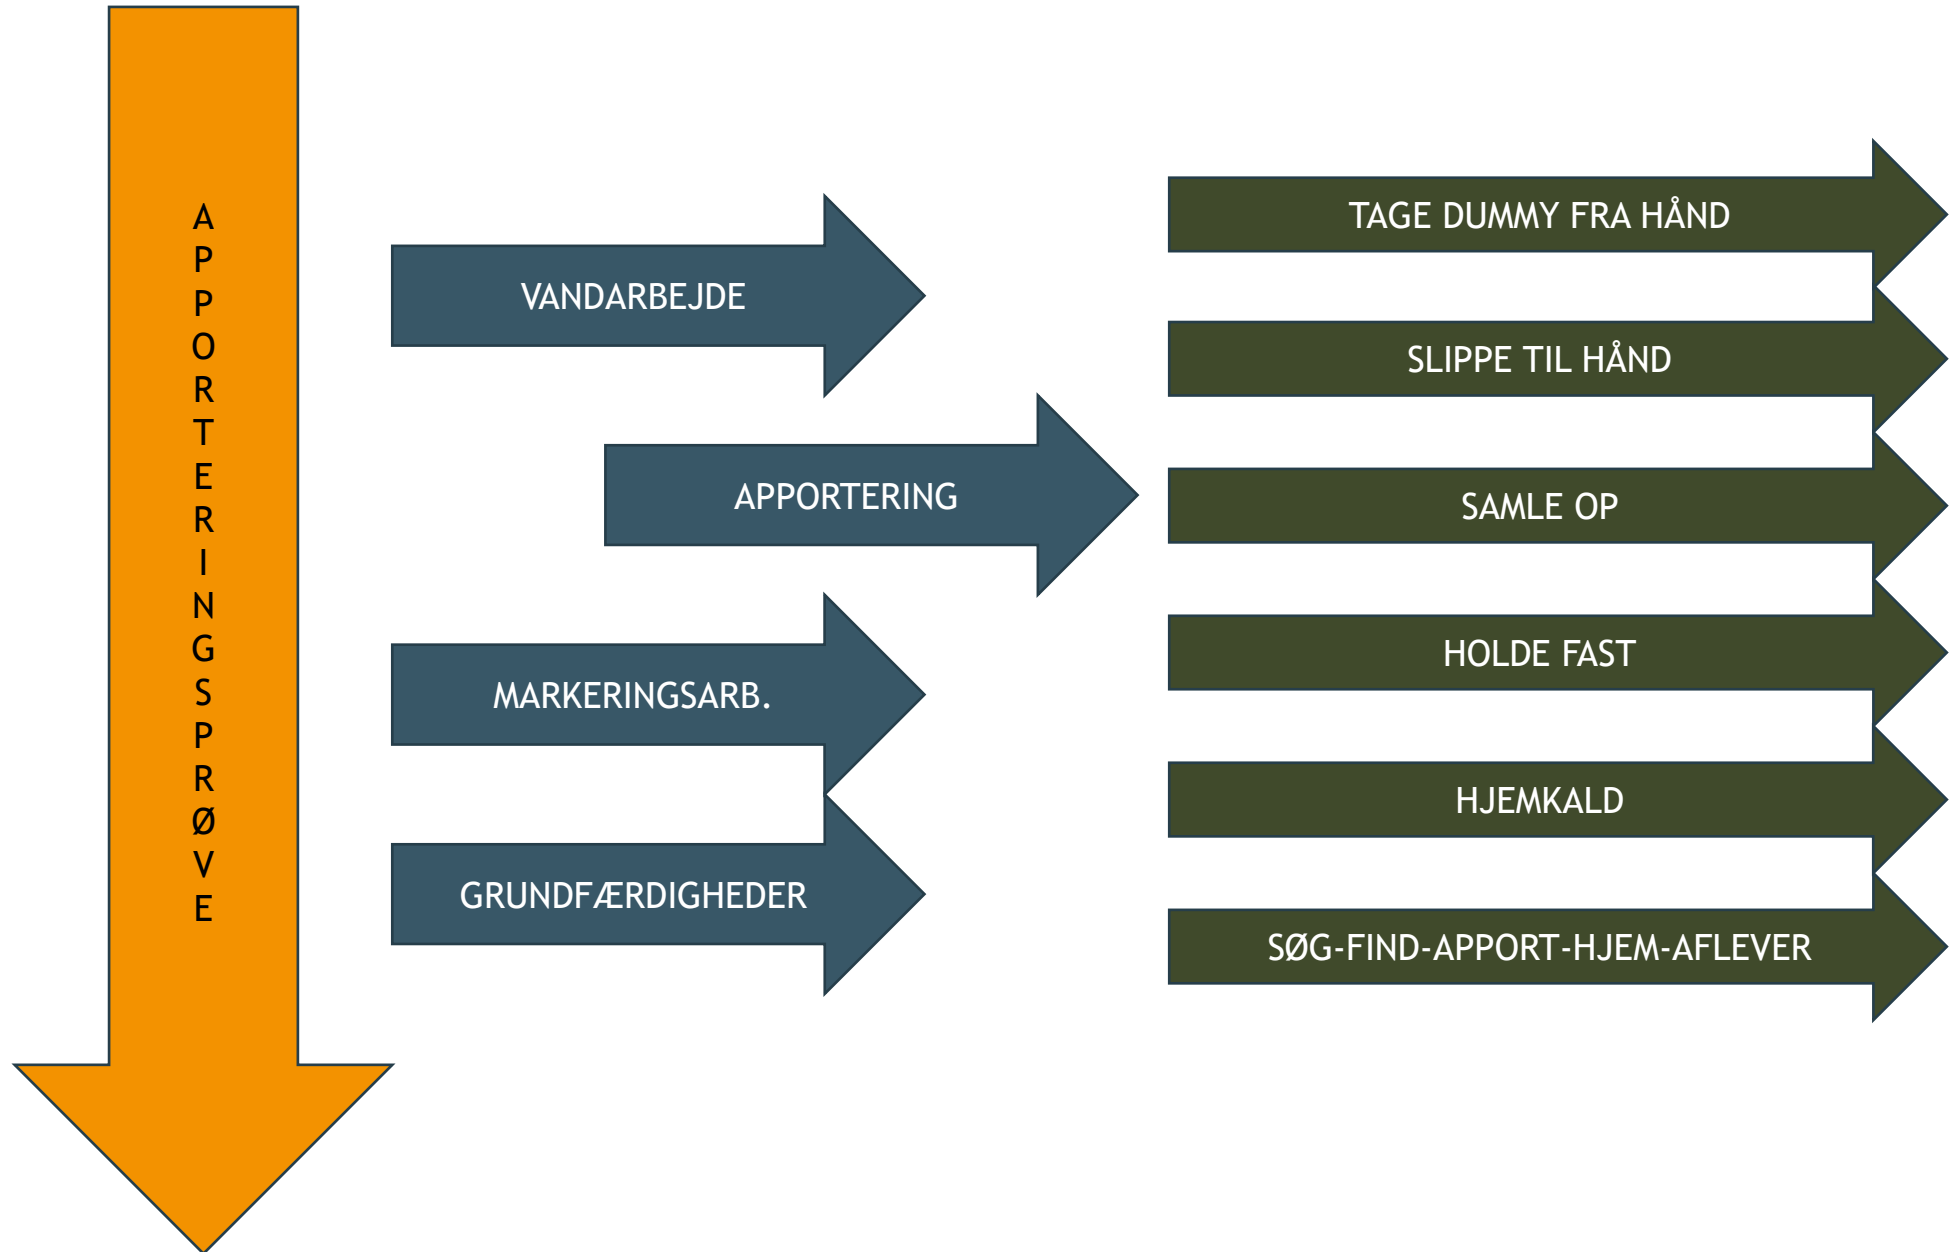 A
P
P
O
R
T
E
R
I
N
G
S
P
R
Ø
V
E
VANDARBEJDE
APPORTERING
MARKERINGSARB.
GRUNDFÆRDIGHEDER
TAGE DUMMY FRA HÅND
SLIPPE TIL HÅND
SAMLE OP
HOLDE FAST
HJEMKALD
SØG-FIND-APPORT-HJEM-AFLEVER